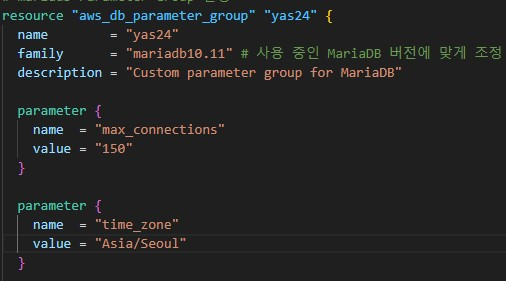 resource "aws_db_parameter_group" "yas24" {
name = "yas24"
family = "mariadb10.11" # 사용 중인 MariaDB 버전에 맞게 조정
description = "Custom parameter group for MariaDB"
parameter {
name = "max_connections"
value = "150"
}
parameter {
name = "time_zone"
value = "Asia/Seoul"
}